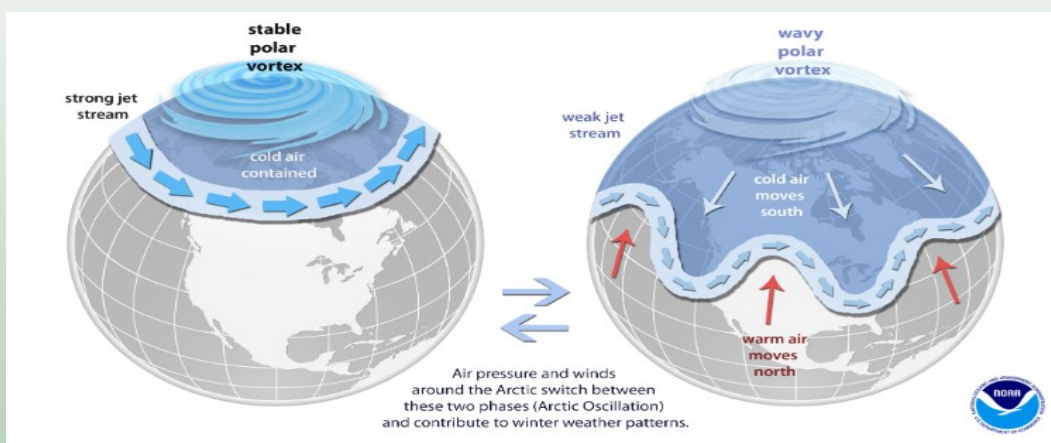 stable
polar
vortex
strong jet
stream
cold air
contained
wavy
polar
vortex
weak jet
stream
cold air
moves
south
warm air
moves
north
Air pressure and winds
around the Arctic switch between
these two phases (Arctic Oscillation)
and contribute to winter weather patterns.
NOAA